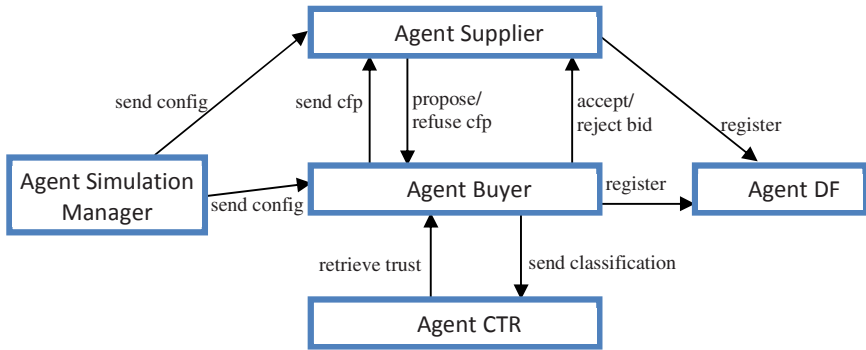 Agent Supplier
send config
send cfp
propose/
refuse cfp
accept/
reject bid
register
Agent Simulation
Manager
send config
Agent Buyer
register
Agent DF
retrieve trust
send classification
Agent CTR